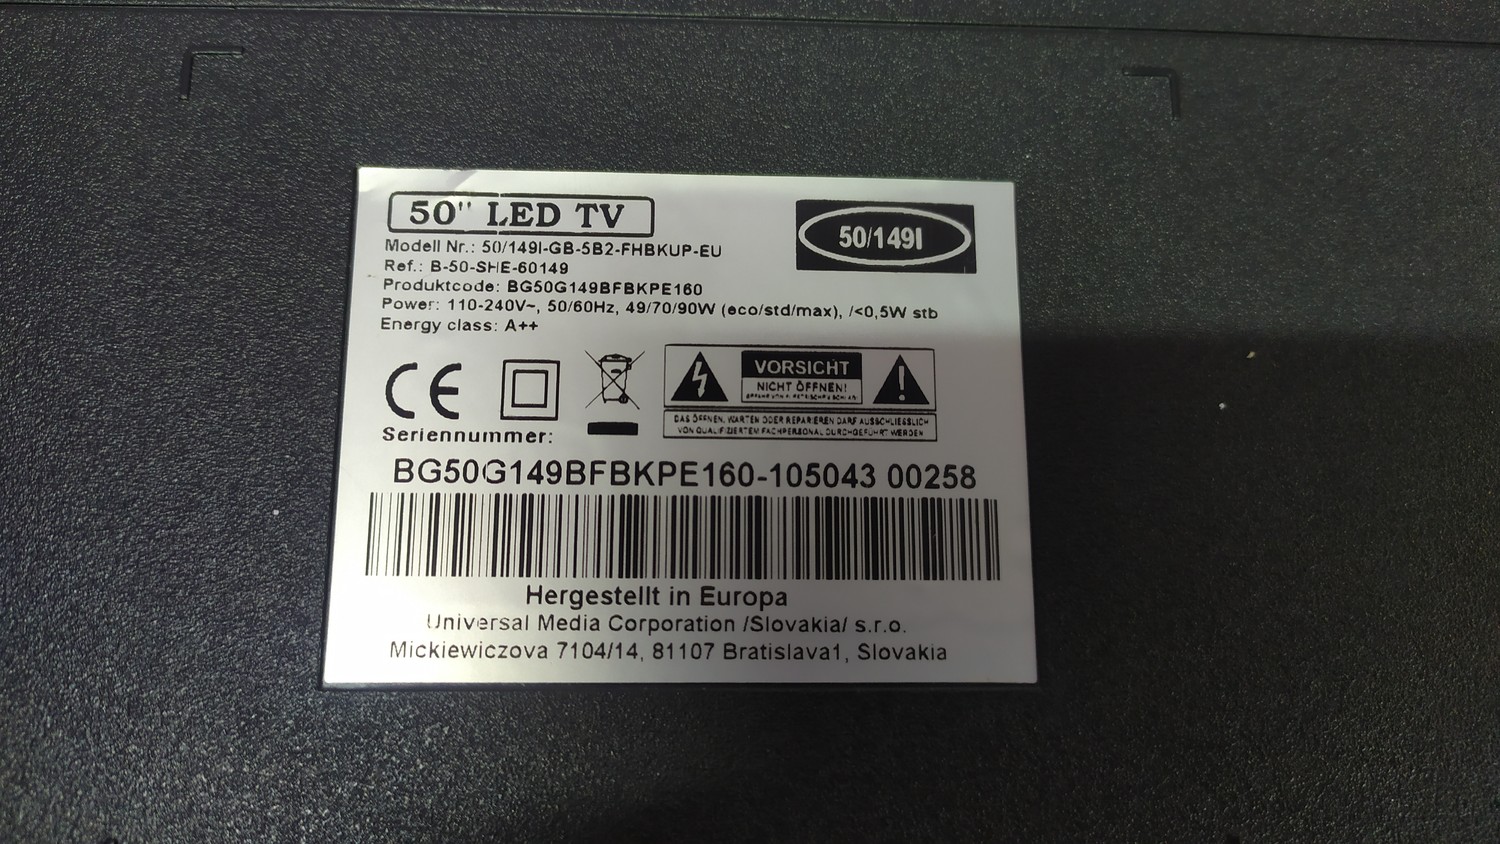 50" LED TV
50/149I
Modell Nr.: 50/149I-GB-5B2-FHBKUP-EU
Ref.: B-50-SHE-60149
Produktcode: BG50G149BFBKPE160
Power: 110-240V~, 50/60Hz, 49/70/90W (eco/std/max), /<0,5W stb
Energy class: A++
CE
VORSICHT
NICHT ÖFFNEN!
DAS ÖFFNEN, WARTEN ODER REPARIEREN DARF AUSSCHLIESSLICH
VON QUALIFIZIERTEM FACHPERSONAL DURCHGEFÜHRT WERDEN
Seriennummer:
BG50G149BFBKPE160-105043 00258
Hergestellt in Europa
Universal Media Corporation /Slovakia/ s.r.o.
Mickiewiczova 7104/14, 81107 Bratislava1, Slovakia